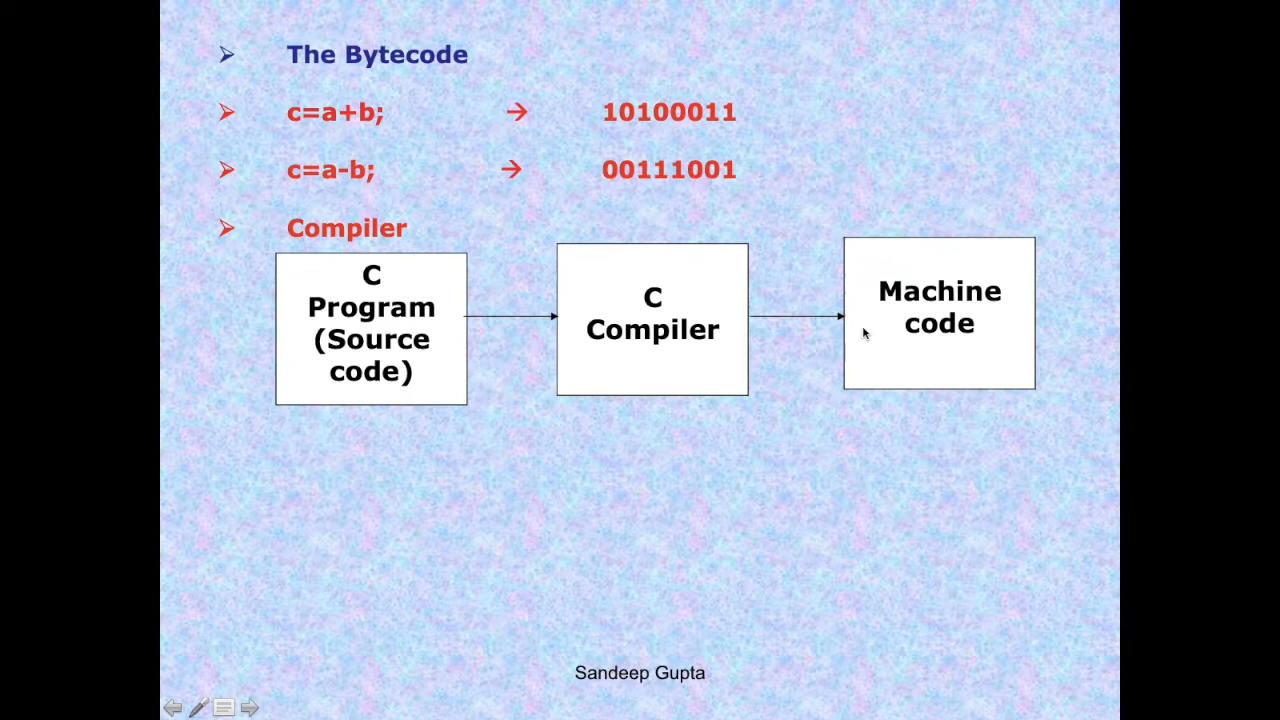 The Bytecode
c=a+b; → 10100011
c=a-b; → 00111001
Compiler
C
Program
(Source
code)
C
Compiler
Machine
code
Sandeep Gupta